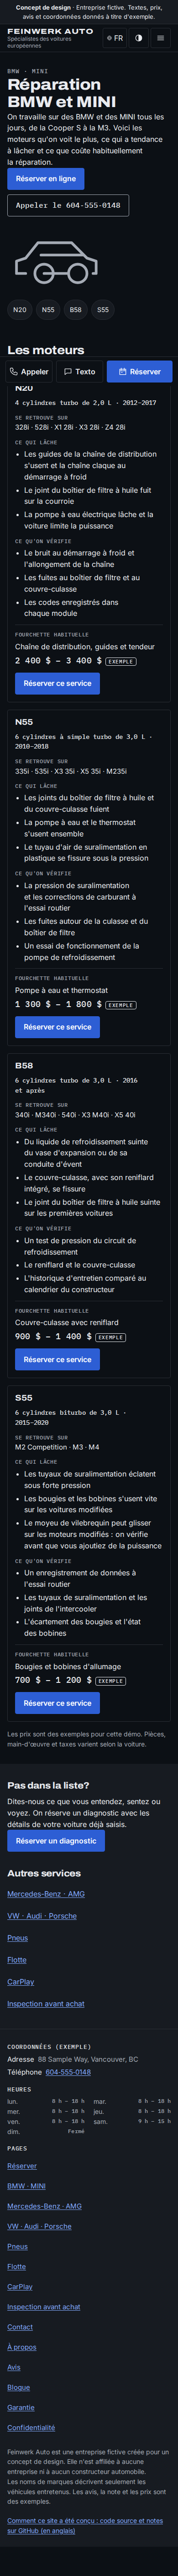 Concept de design · Entreprise fictive. Textes, prix,
avis et coordonnées donnés à titre d'exemple.
FEINWERK AUTO
Spécialistes des voitures
européennes
FR
BMW · MINI
Réparation
BMW et MINI
On travaille sur des BMW et des MINI tous les
jours, de la Cooper S à la M3. Voici les
moteurs qu'on voit le plus, ce qui a tendance
à lâcher et ce que coûte habituellement
la réparation.
Réserver en ligne
Appeler le 604-555-0148
N20
N55
B58
S55
Les moteurs
Appeler
Texto
Réserver
N20
4 cylindres turbo de 2,0 L · 2012–2017
SE RETROUVE SUR
328i · 528i · X1 28i · X3 28i · Z4 28i
CE QUI LÂCHE
Les guides de la chaîne de distribution
s'usent et la chaîne claque au
démarrage à froid
Le joint du boîtier de filtre à huile fuit
sur la courroie
La pompe à eau électrique lâche et la
voiture limite la puissance
CE QU'ON VÉRIFIE
Le bruit au démarrage à froid et
l'allongement de la chaîne
Les fuites au boîtier de filtre et au
couvre-culasse
Les codes enregistrés dans
chaque module
FOURCHETTE HABITUELLE
Chaîne de distribution, guides et tendeur
2 400 $ – 3 400 $ EXEMPLE
Réserver ce service
N55
6 cylindres à simple turbo de 3,0 L ·
2010–2018
SE RETROUVE SUR
335i · 535i · X3 35i · X5 35i · M235i
CE QUI LÂCHE
Les joints du boîtier de filtre à huile et
du couvre-culasse fuient
La pompe à eau et le thermostat
s'usent ensemble
Le tuyau d'air de suralimentation en
plastique se fissure sous la pression
CE QU'ON VÉRIFIE
La pression de suralimentation
et les corrections de carburant à
l'essai routier
Les fuites autour de la culasse et du
boîtier de filtre
Un essai de fonctionnement de la
pompe de refroidissement
FOURCHETTE HABITUELLE
Pompe à eau et thermostat
1 300 $ – 1 800 $ EXEMPLE
Réserver ce service
B58
6 cylindres turbo de 3,0 L · 2016
et après
SE RETROUVE SUR
340i · M340i · 540i · X3 M40i · X5 40i
CE QUI LÂCHE
Du liquide de refroidissement suinte
du vase d'expansion ou de sa
conduite d'évent
Le couvre-culasse, avec son reniflard
intégré, se fissure
Le joint du boîtier de filtre à huile suinte
sur les premières voitures
CE QU'ON VÉRIFIE
Un test de pression du circuit de
refroidissement
Le reniflard et le couvre-culasse
L'historique d'entretien comparé au
calendrier du constructeur
FOURCHETTE HABITUELLE
Couvre-culasse avec reniflard
900 $ – 1 400 $ EXEMPLE
Réserver ce service
S55
6 cylindres biturbo de 3,0 L ·
2015–2020
SE RETROUVE SUR
M2 Competition · M3 · M4
CE QUI LÂCHE
Les tuyaux de suralimentation éclatent
sous forte pression
Les bougies et les bobines s'usent vite
sur les voitures modifiées
Le moyeu de vilebrequin peut glisser
sur les moteurs modifiés : on vérifie
avant que vous ajoutiez de la puissance
CE QU'ON VÉRIFIE
Un enregistrement de données à
l'essai routier
Les tuyaux de suralimentation et les
joints de l'intercooler
L'écartement des bougies et l'état
des bobines
FOURCHETTE HABITUELLE
Bougies et bobines d'allumage
700 $ – 1 200 $ EXEMPLE
Réserver ce service
Les prix sont des exemples pour cette démo. Pièces,
main-d'œuvre et taxes varient selon la voiture.
Pas dans la liste?
Dites-nous ce que vous entendez, sentez ou
voyez. On réserve un diagnostic avec les
détails de votre voiture déjà saisis.
Réserver un diagnostic
Autres services
Mercedes-Benz · AMG
VW · Audi · Porsche
Pneus
Flotte
CarPlay
Inspection avant achat
COORDONNÉES (EXEMPLE)
Adresse 88 Sample Way, Vancouver, BC
Téléphone 604-555-0148
HEURES
lun. 8 h – 18 h mar. 8 h – 18 h
mer. 8 h – 18 h jeu. 8 h – 18 h
ven. 8 h – 18 h sam. 9 h – 15 h
dim. Fermé
PAGES
Réserver
BMW · MINI
Mercedes-Benz · AMG
VW · Audi · Porsche
Pneus
Flotte
CarPlay
Inspection avant achat
Contact
À propos
Avis
Blogue
Garantie
Confidentialité
Feinwerk Auto est une entreprise fictive créée pour un
concept de design. Elle n'est affiliée à aucune
entreprise ni à aucun constructeur automobile.
Les noms de marques décrivent seulement les
véhicules entretenus. Les avis, la note et les prix sont
des exemples.
Comment ce site a été conçu : code source et notes
sur GitHub (en anglais)